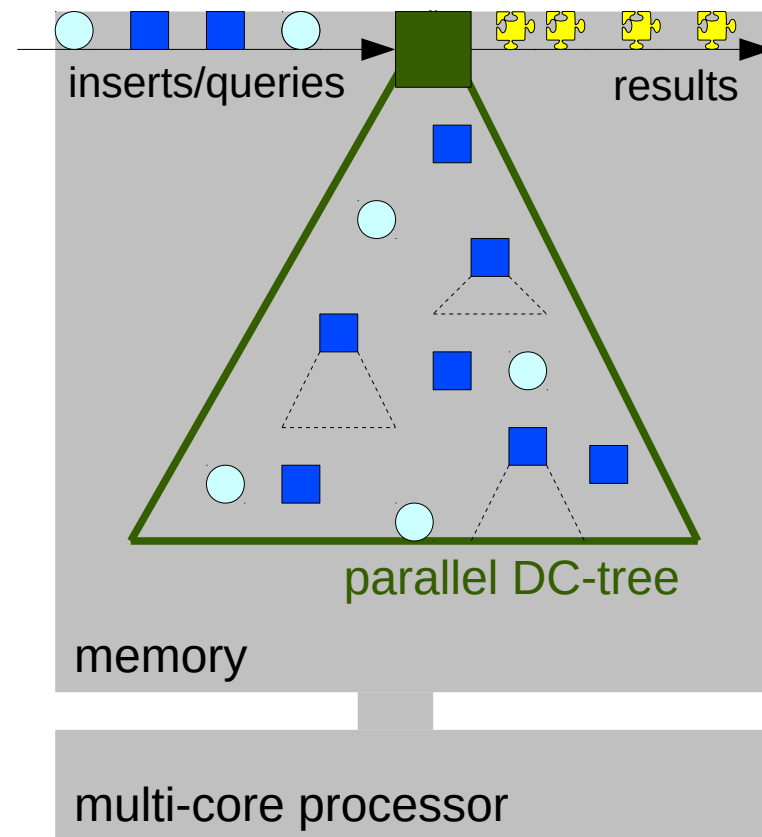 inserts/queries
results
parallel DC-tree
memory
multi-core processor